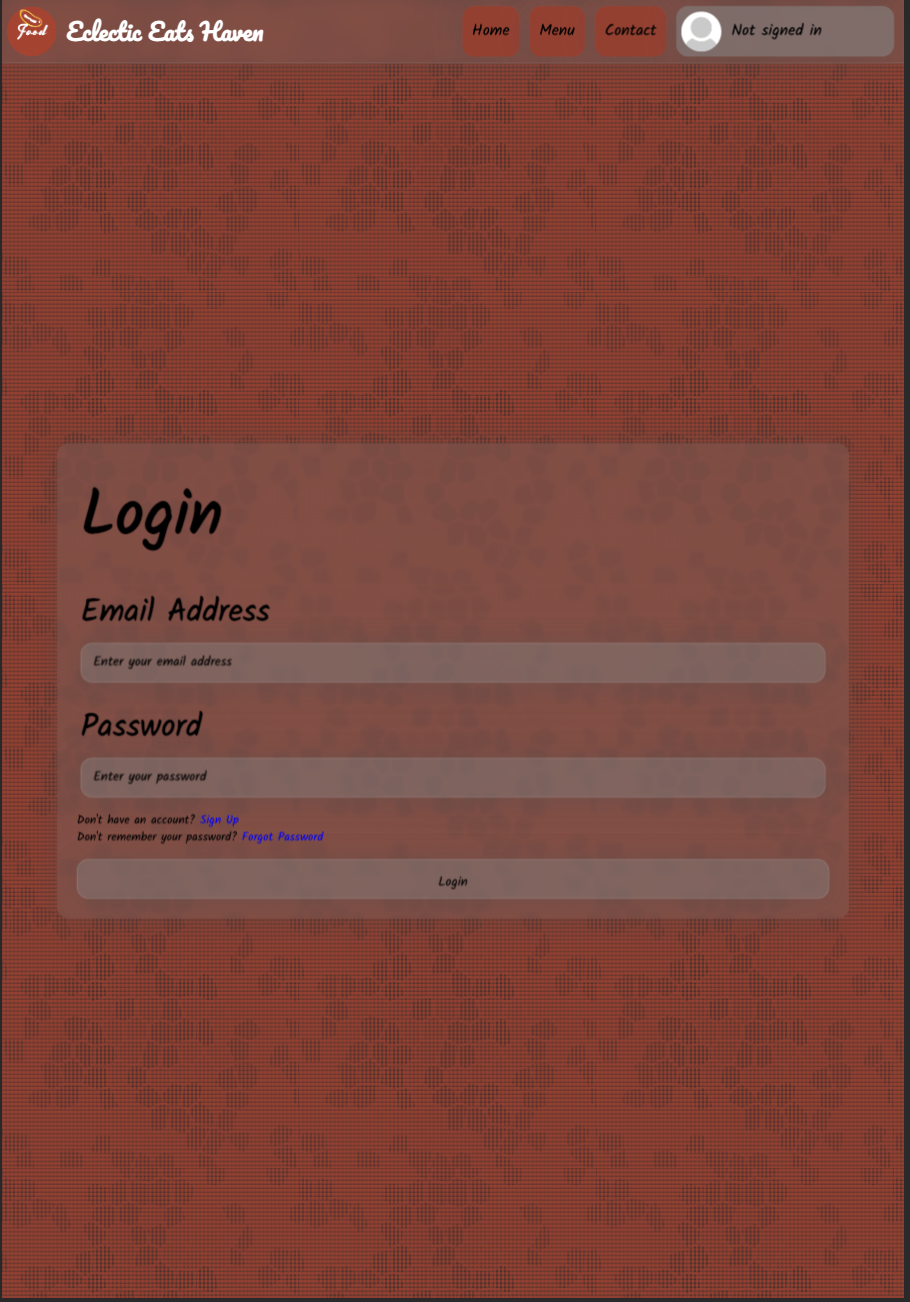 Food
Eclectic Eats Haven
Home
Menu
Contact
Not signed in
Login
Email Address
Enter your email address
Password
Enter your password
Don't have an account? Sign Up
Don't remember your password? Forgot Password
Login